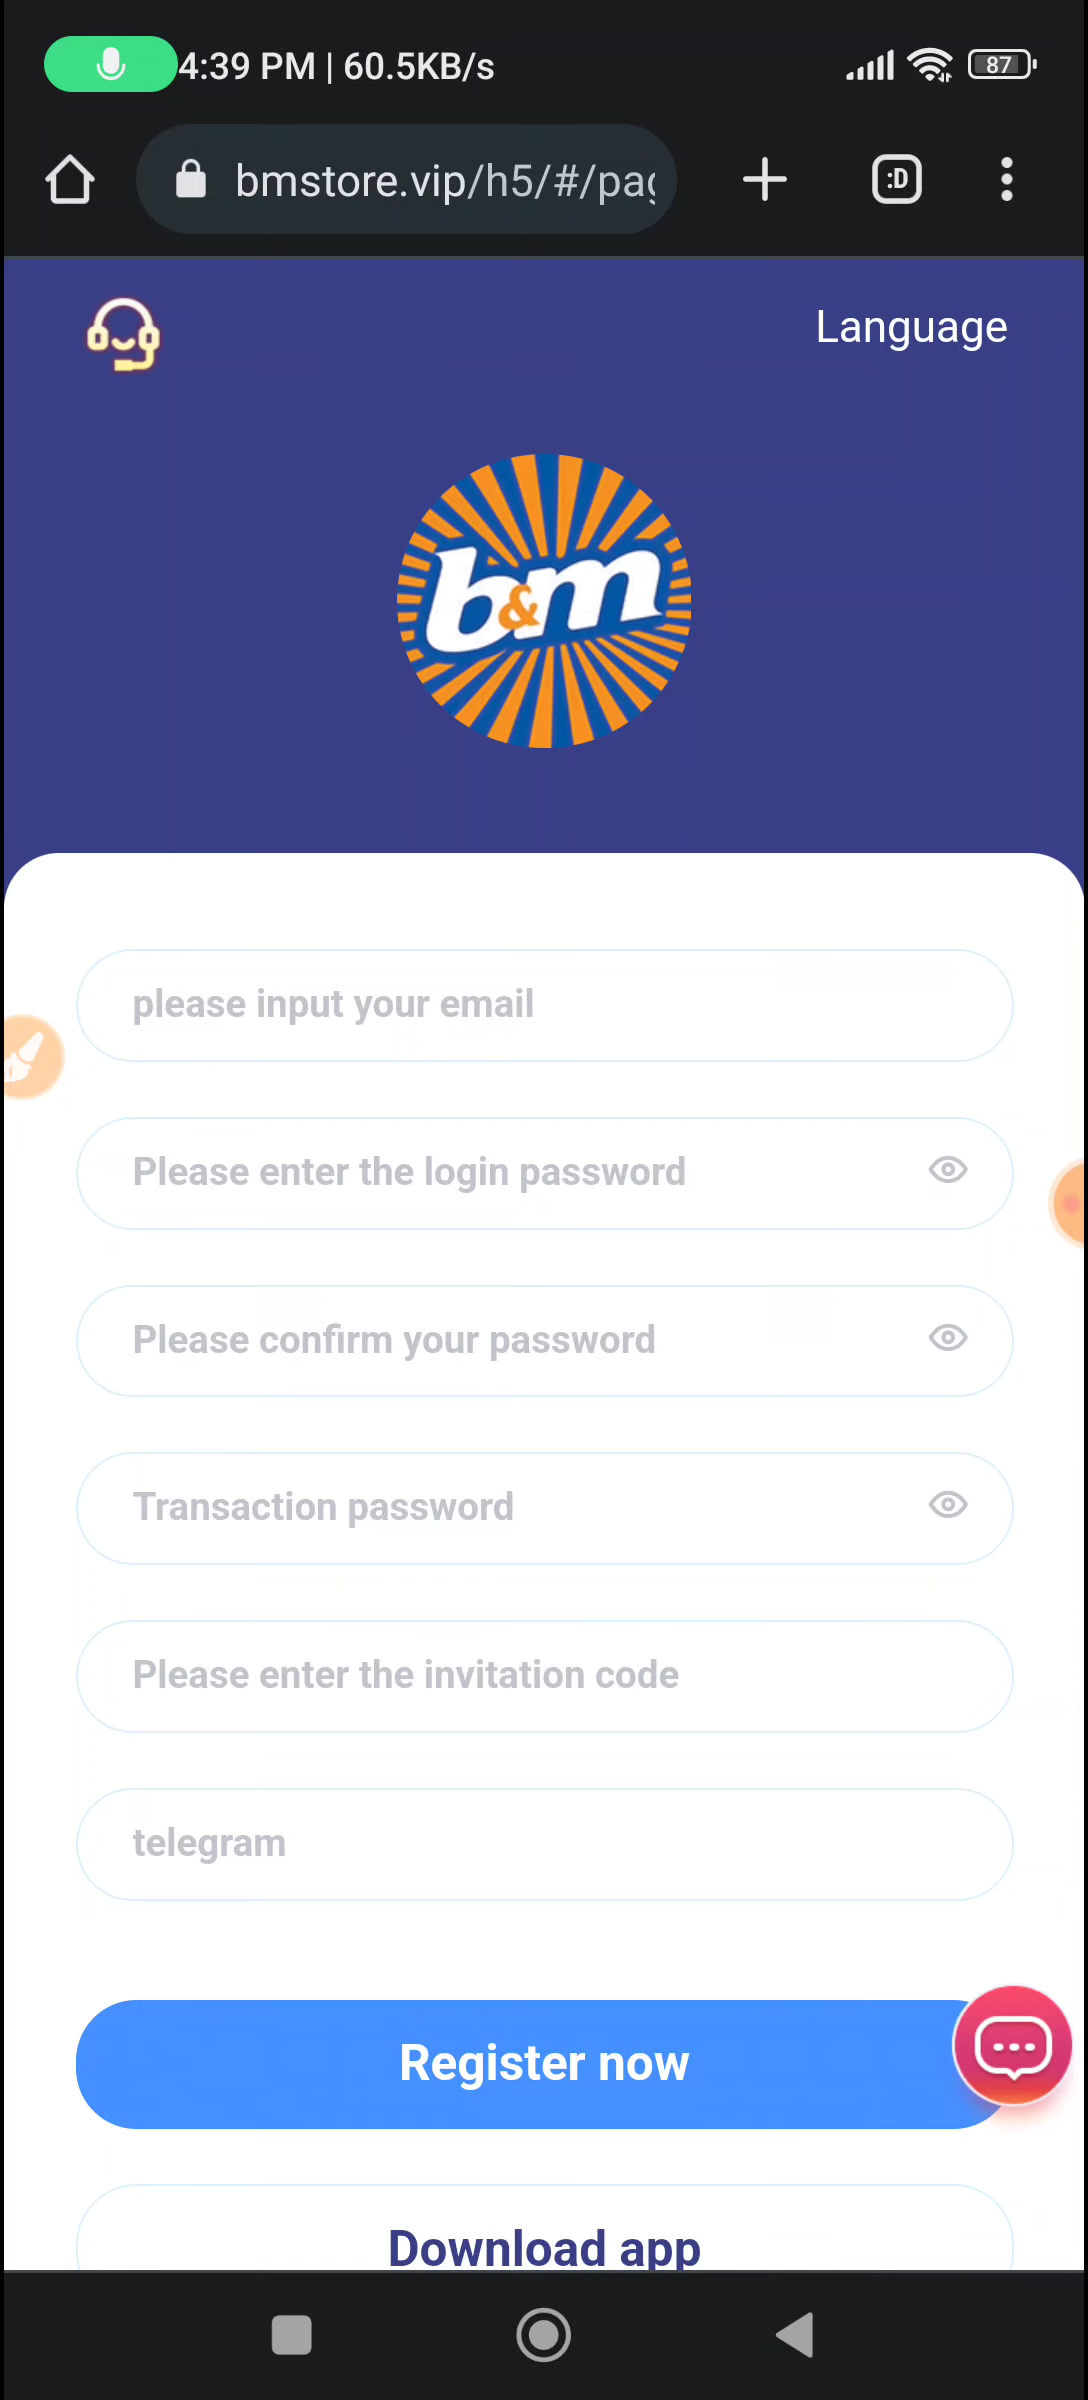 4:39 PM | 60.5KB/s
87
bmstore.vip/h5/#/pag
:D
Language
b&m
please input your email
Please enter the login password
Please confirm your password
Transaction password
Please enter the invitation code
telegram
Register now
Download app